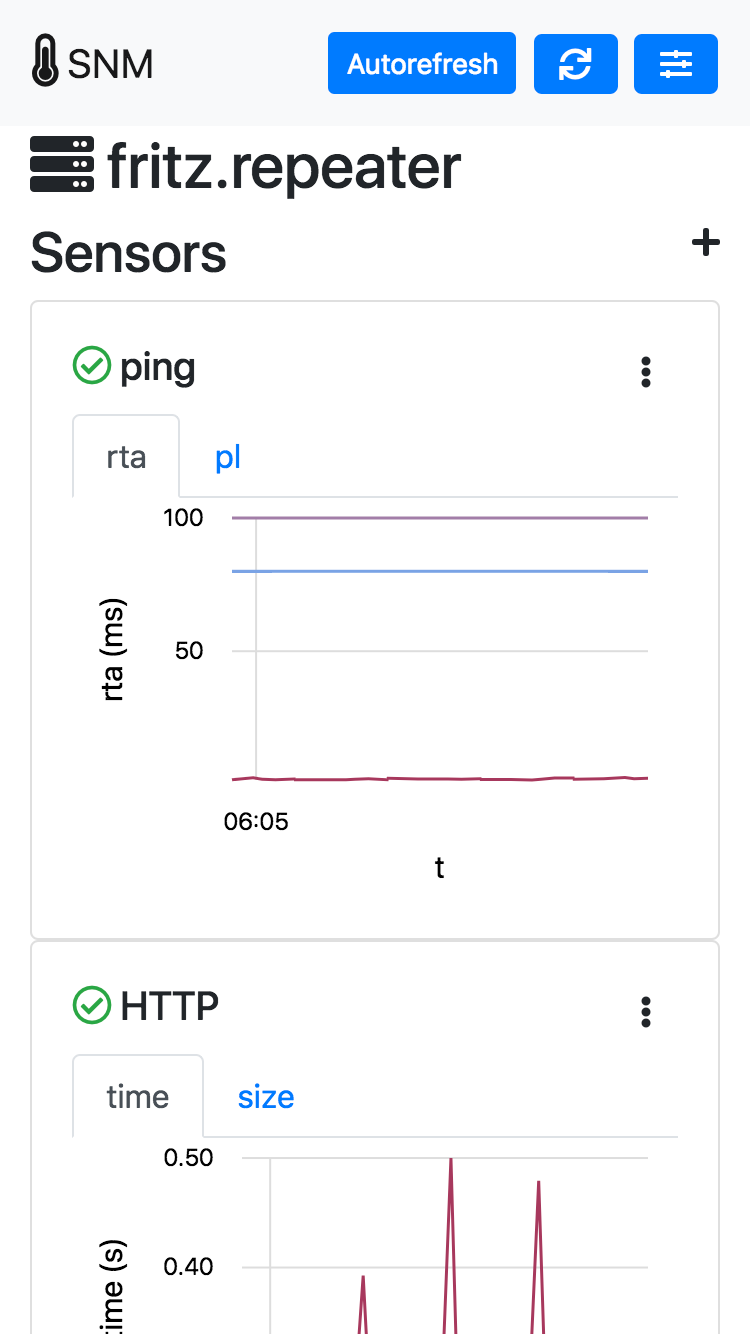 SNM
Autorefresh
fritz.repeater
Sensors
ping
rta pl
100
50
rta (ms)
06:05
t
HTTP
time size
0.50
0.40
time (s)